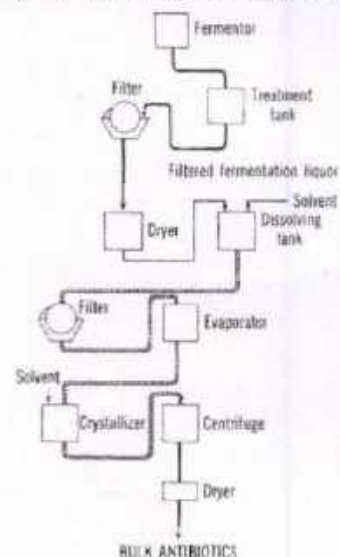 Fermentor
Filter
Treatment
tank
Filtered fermentation liquor
Solvent
Dryer
Dissolving
tank
Filter
Evaporator
Solvent
Crystallizer
Centrifuge
Dryer
BULK ANTIBIOTICS